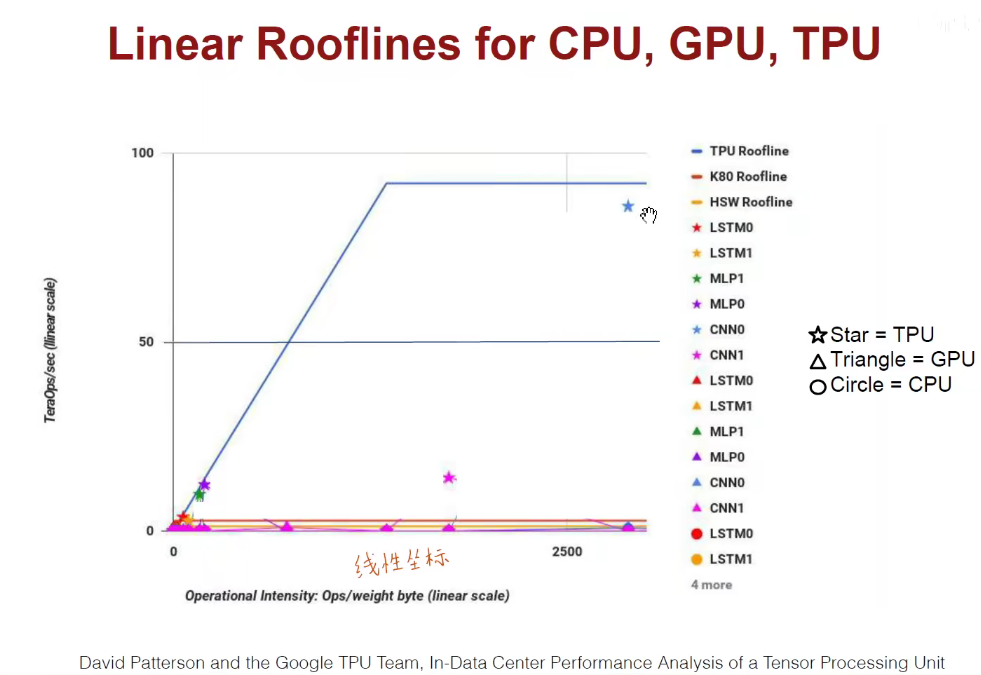 Linear Rooflines for CPU, GPU, TPU
100
50
0
TeraOps/sec (llinear scale)
0
2500
线性坐标
Operational Intensity: Ops/weight byte (linear scale)
TPU Roofline
K80 Roofline
HSW Roofline
LSTM0
LSTM1
MLP1
MLP0
CNN0
CNN1
LSTM0
LSTM1
MLP1
MLP0
CNN0
CNN1
LSTM0
LSTM1
4 more
Star = TPU
Triangle = GPU
Circle = CPU
David Patterson and the Google TPU Team, In-Data Center Performance Analysis of a Tensor Processing Unit